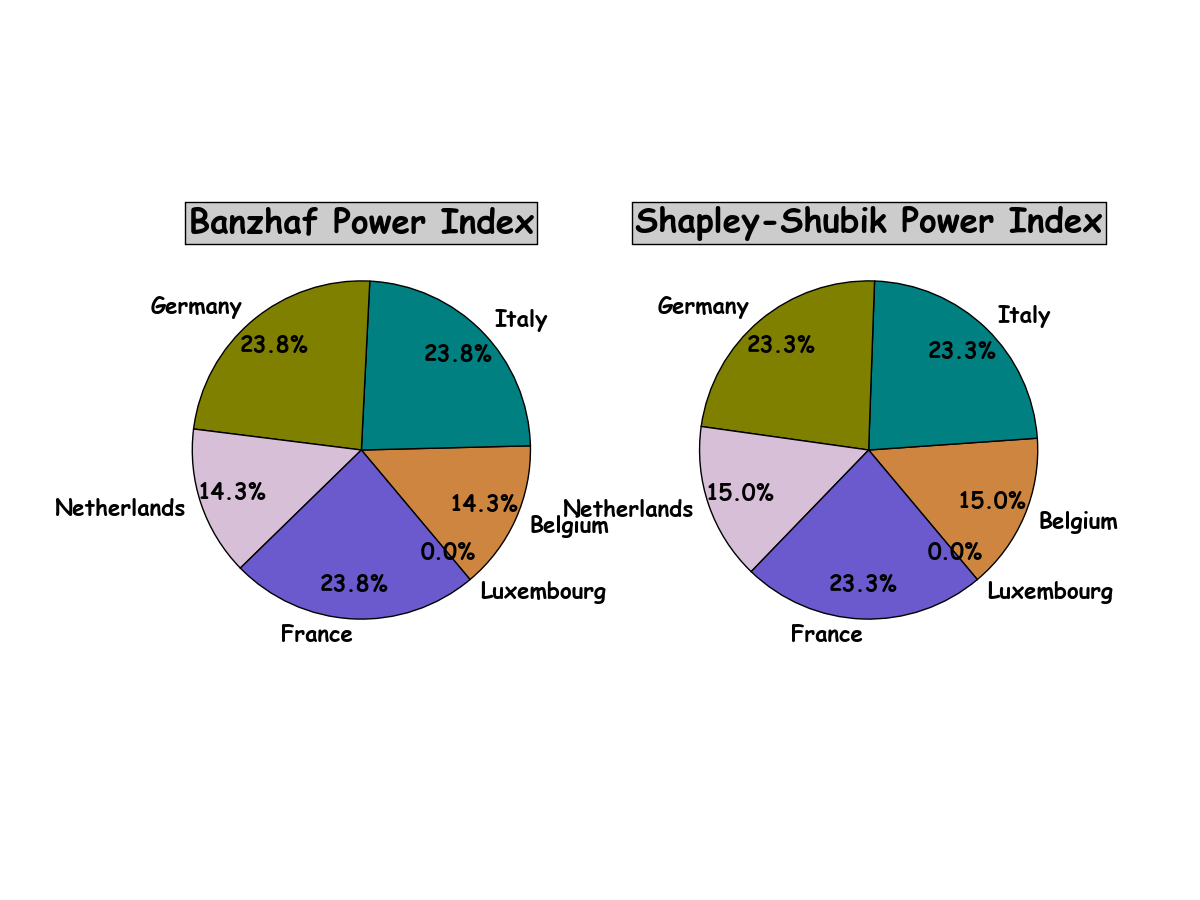 Banzhaf Power Index
Germany
Italy
23.8%
23.8%
14.3%
14.3%
Netherlands
Belgium
0.0%
23.8%
Luxembourg
France
Shapley-Shubik Power Index
Germany
Italy
23.3%
23.3%
15.0%
15.0%
Netherlands
Belgium
0.0%
23.3%
Luxembourg
France